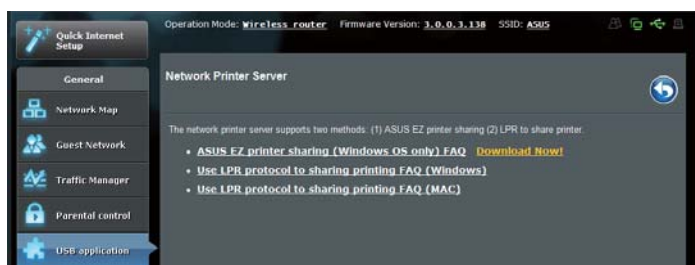 Quick Internet
Setup
Operation Mode: Wireless router Firmware Version: 3.0.0.3.138 SSID: ASUS
General
Network Map
Guest Network
Traffic Manager
Parental control
USB application
Network Printer Server
The network printer server supports two methods: (1) ASUS EZ printer sharing (2) LPR to share printer.
ASUS EZ printer sharing (Windows OS only) FAQ Download Now!
Use LPR protocol to sharing printing FAQ (Windows)
Use LPR protocol to sharing printing FAQ (MAC)